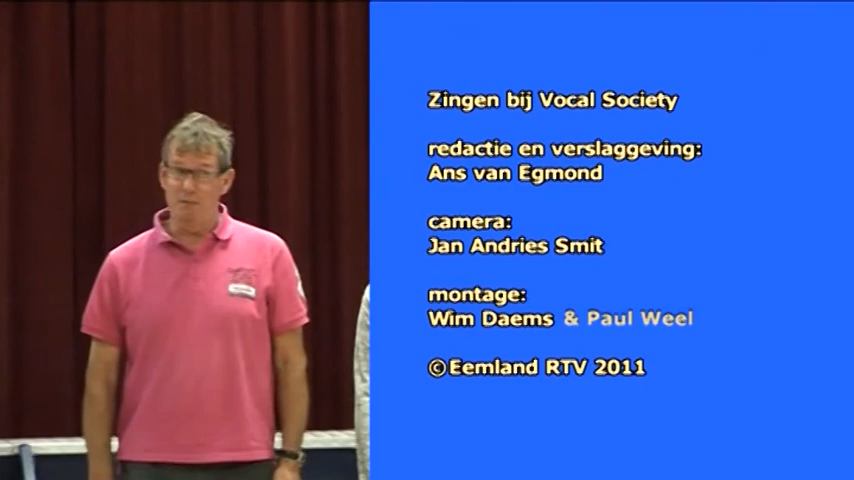 Zingen bij Vocal Society
redactie en verslaggeving:
Ans van Egmond
camera:
Jan Andries Smit
montage:
Wim Daems & Paul Weel
©Eemland RTV 2011